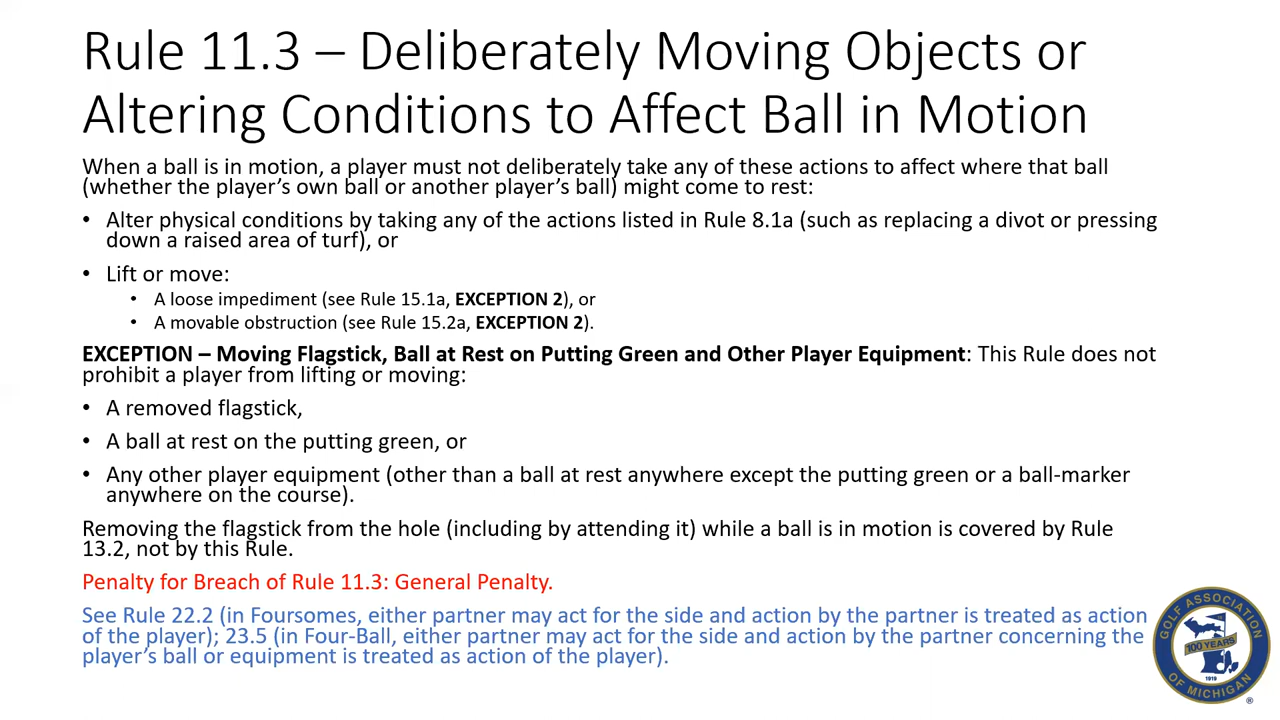 Rule 11.3 – Deliberately Moving Objects or
Altering Conditions to Affect Ball in Motion
When a ball is in motion, a player must not deliberately take any of these actions to affect where that ball
(whether the player’s own ball or another player’s ball) might come to rest:
• Alter physical conditions by taking any of the actions listed in Rule 8.1a (such as replacing a divot or pressing
down a raised area of turf), or
• Lift or move:
• A loose impediment (see Rule 15.1a, EXCEPTION 2), or
• A movable obstruction (see Rule 15.2a, EXCEPTION 2).
EXCEPTION – Moving Flagstick, Ball at Rest on Putting Green and Other Player Equipment: This Rule does not
prohibit a player from lifting or moving:
• A removed flagstick,
• A ball at rest on the putting green, or
• Any other player equipment (other than a ball at rest anywhere except the putting green or a ball-marker
anywhere on the course).
Removing the flagstick from the hole (including by attending it) while a ball is in motion is covered by Rule
13.2, not by this Rule.
Penalty for Breach of Rule 11.3: General Penalty.
See Rule 22.2 (in Foursomes, either partner may act for the side and action by the partner is treated as action
of the player); 23.5 (in Four-Ball, either partner may act for the side and action by the partner concerning the
player’s ball or equipment is treated as action of the player).
GOLF ASSOCIATION
100 YEARS
1919
OF MICHIGAN
®